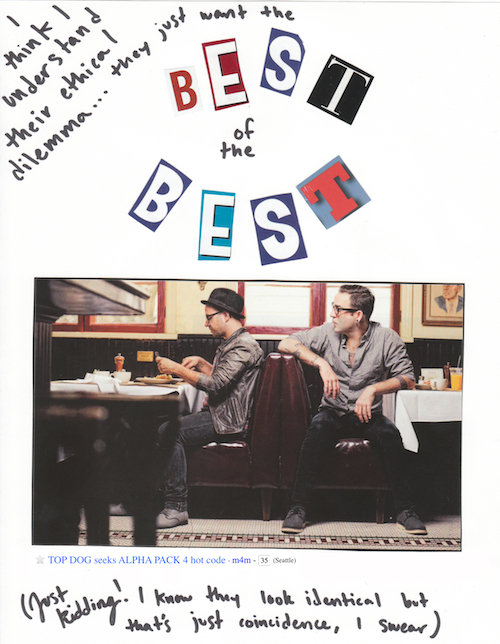 I
think I
understand
their ethical
dilemma... they just want the
BEST
of
the
BEST
TOP DOG seeks ALPHA PACK 4 hot code - m4m - 35 (Seattle)
(Just kidding! I know they look identical but
that's just coincidence, I swear)